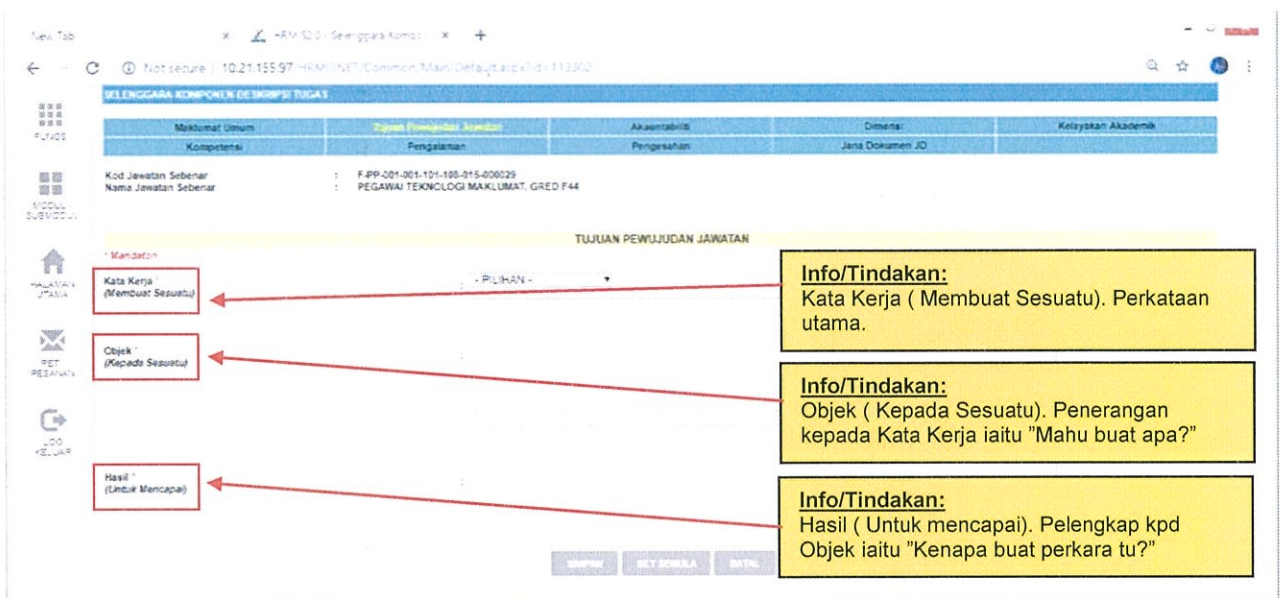 New Tab
HRMIS2.0 - Selenggara Kompo
Not secure | 10.21.155.97/HRMISNET/Common/Main/Default.aspx?id=113302
SELENGGARA KOMPONEN DESKRIPSI TUGAS
Maklumat Umum
Tujuan Pewujudan Jawatan
Akauntabiliti
Dimensi
Kelayakan Akademik
Kompetensi
Pengalaman
Pengesahan
Jana Dokumen JD
FUNGSI
MODUL
SUBMODUL
HALAMAN
UTAMA
PETI
PESANAN
LOG
KELUAR
Kod Jawatan Sebenar : F-PP-001-001-101-108-015-000029
Nama Jawatan Sebenar : PEGAWAI TEKNOLOGI MAKLUMAT, GRED F44
TUJUAN PEWUJUDAN JAWATAN
* Mandatori
Kata Kerja *
(Membuat Sesuatu)
: - PILIHAN -
Objek *
(Kepada Sesuatu)
:
Hasil *
(Untuk Mencapai)
:
SIMPAN
SET SEMULA
BATAL
Info/Tindakan:
Kata Kerja ( Membuat Sesuatu). Perkataan
utama.
Info/Tindakan:
Objek ( Kepada Sesuatu). Penerangan
kepada Kata Kerja iaitu "Mahu buat apa?"
Info/Tindakan:
Hasil ( Untuk mencapai). Pelengkap kpd
Objek iaitu "Kenapa buat perkara tu?"